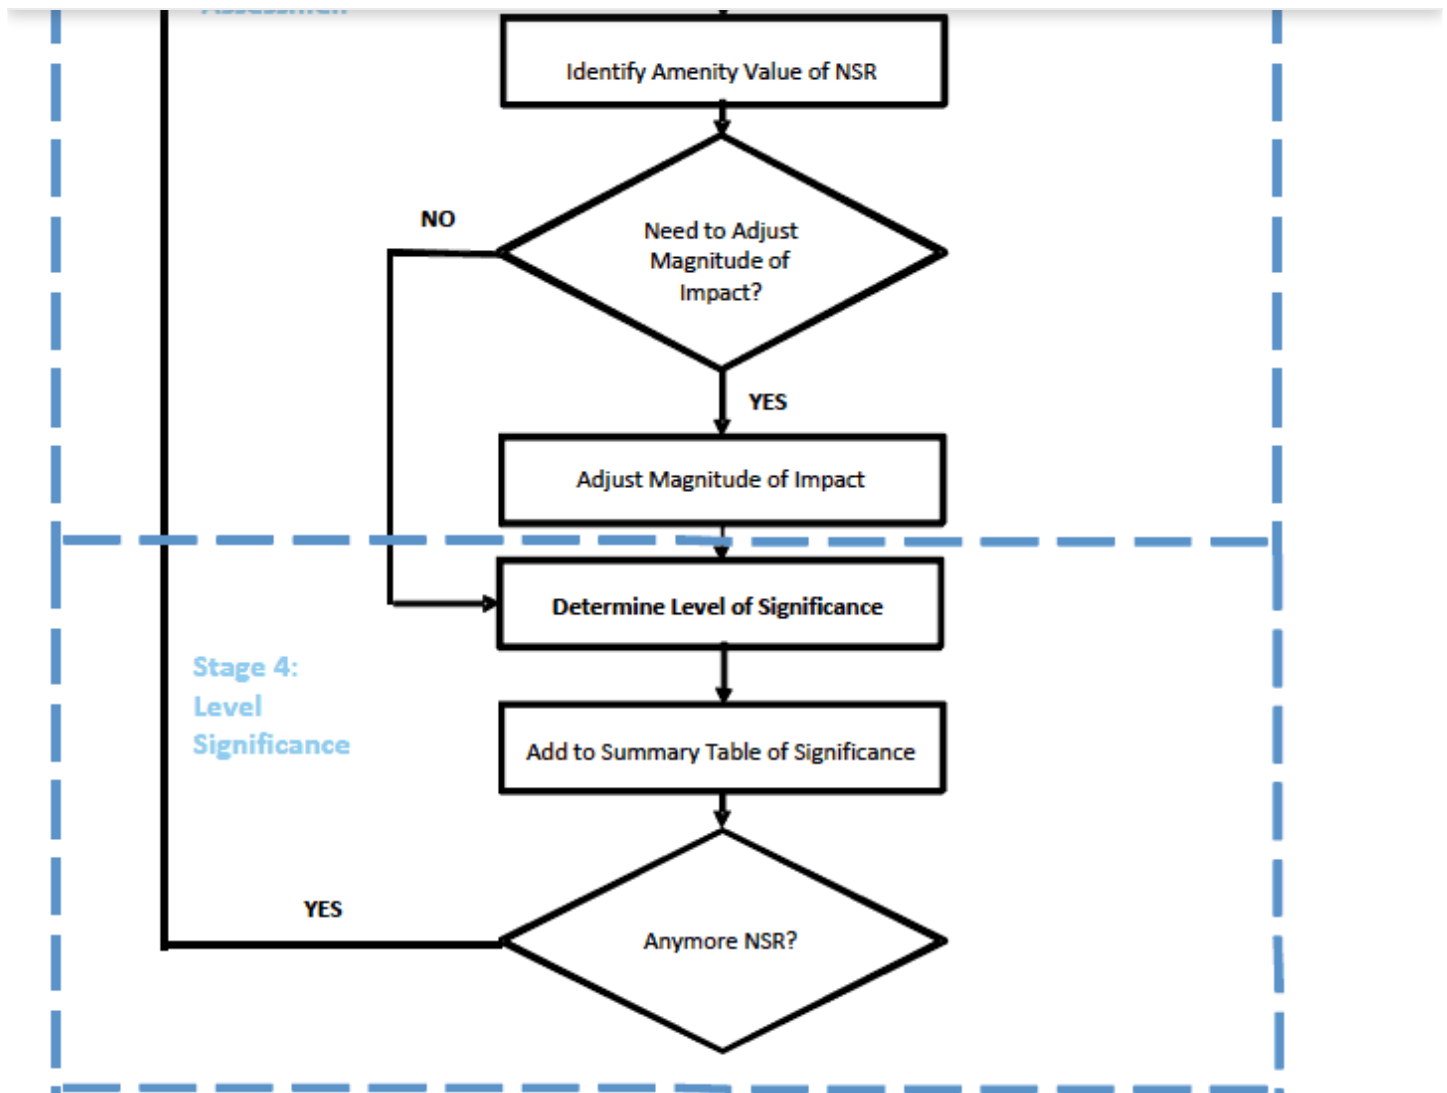 Identify Amenity Value of NSR
NO
Need to Adjust
Magnitude of
Impact?
YES
Adjust Magnitude of Impact
Determine Level of Significance
Stage 4:
Level
Significance
Add to Summary Table of Significance
YES
Anymore NSR?